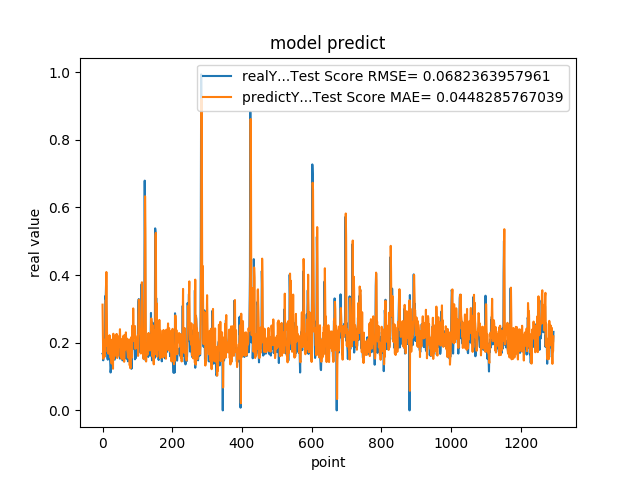 model predict
realY...Test Score RMSE= 0.0682363957961
predictY...Test Score MAE= 0.0448285767039
1.0
0.8
0.6
0.4
0.2
0.0
real value
0 200 400 600 800 1000 1200
point